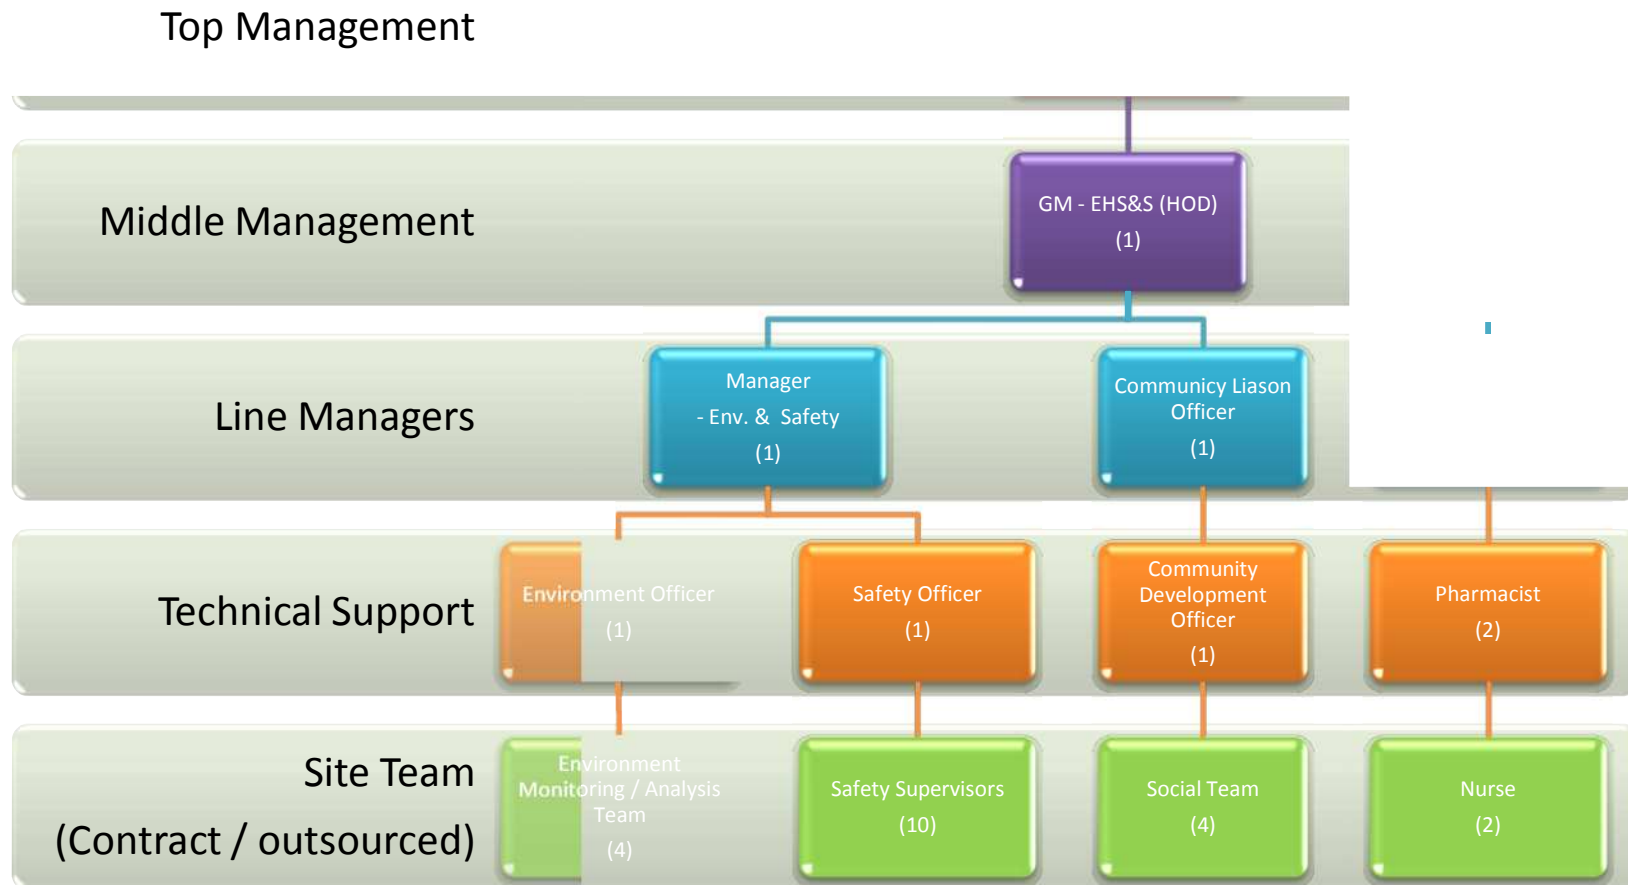 Top Management
Middle Management
GM - EHS&S (HOD)
(1)
Line Managers
Manager
- Env. & Safety
(1)
Communicy Liason
Officer
(1)
Technical Support
Environment Officer
(1)
Safety Officer
(1)
Community
Development
Officer
(1)
Pharmacist
(2)
Site Team
(Contract / outsourced)
Environment
Monitoring / Analysis
Team
(4)
Safety Supervisors
(10)
Social Team
(4)
Nurse
(2)